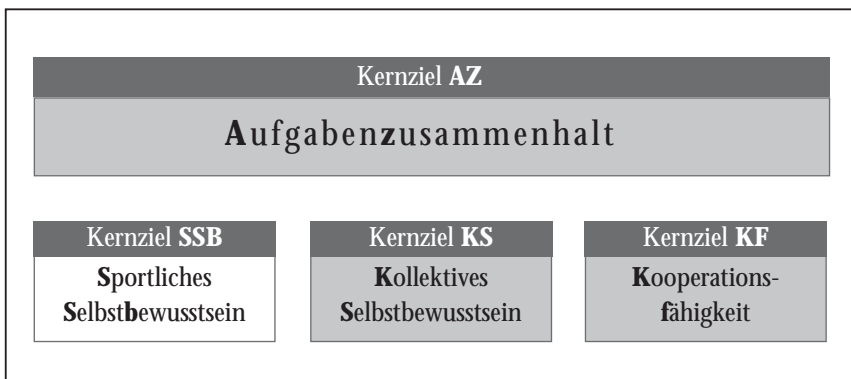 Kernziel AZ
Aufgabenzusammenhalt
Kernziel SSB
Sportliches
Selbstbewusstsein
Kernziel KS
Kollektives
Selbstbewusstsein
Kernziel KF
Kooperations-
fähigkeit